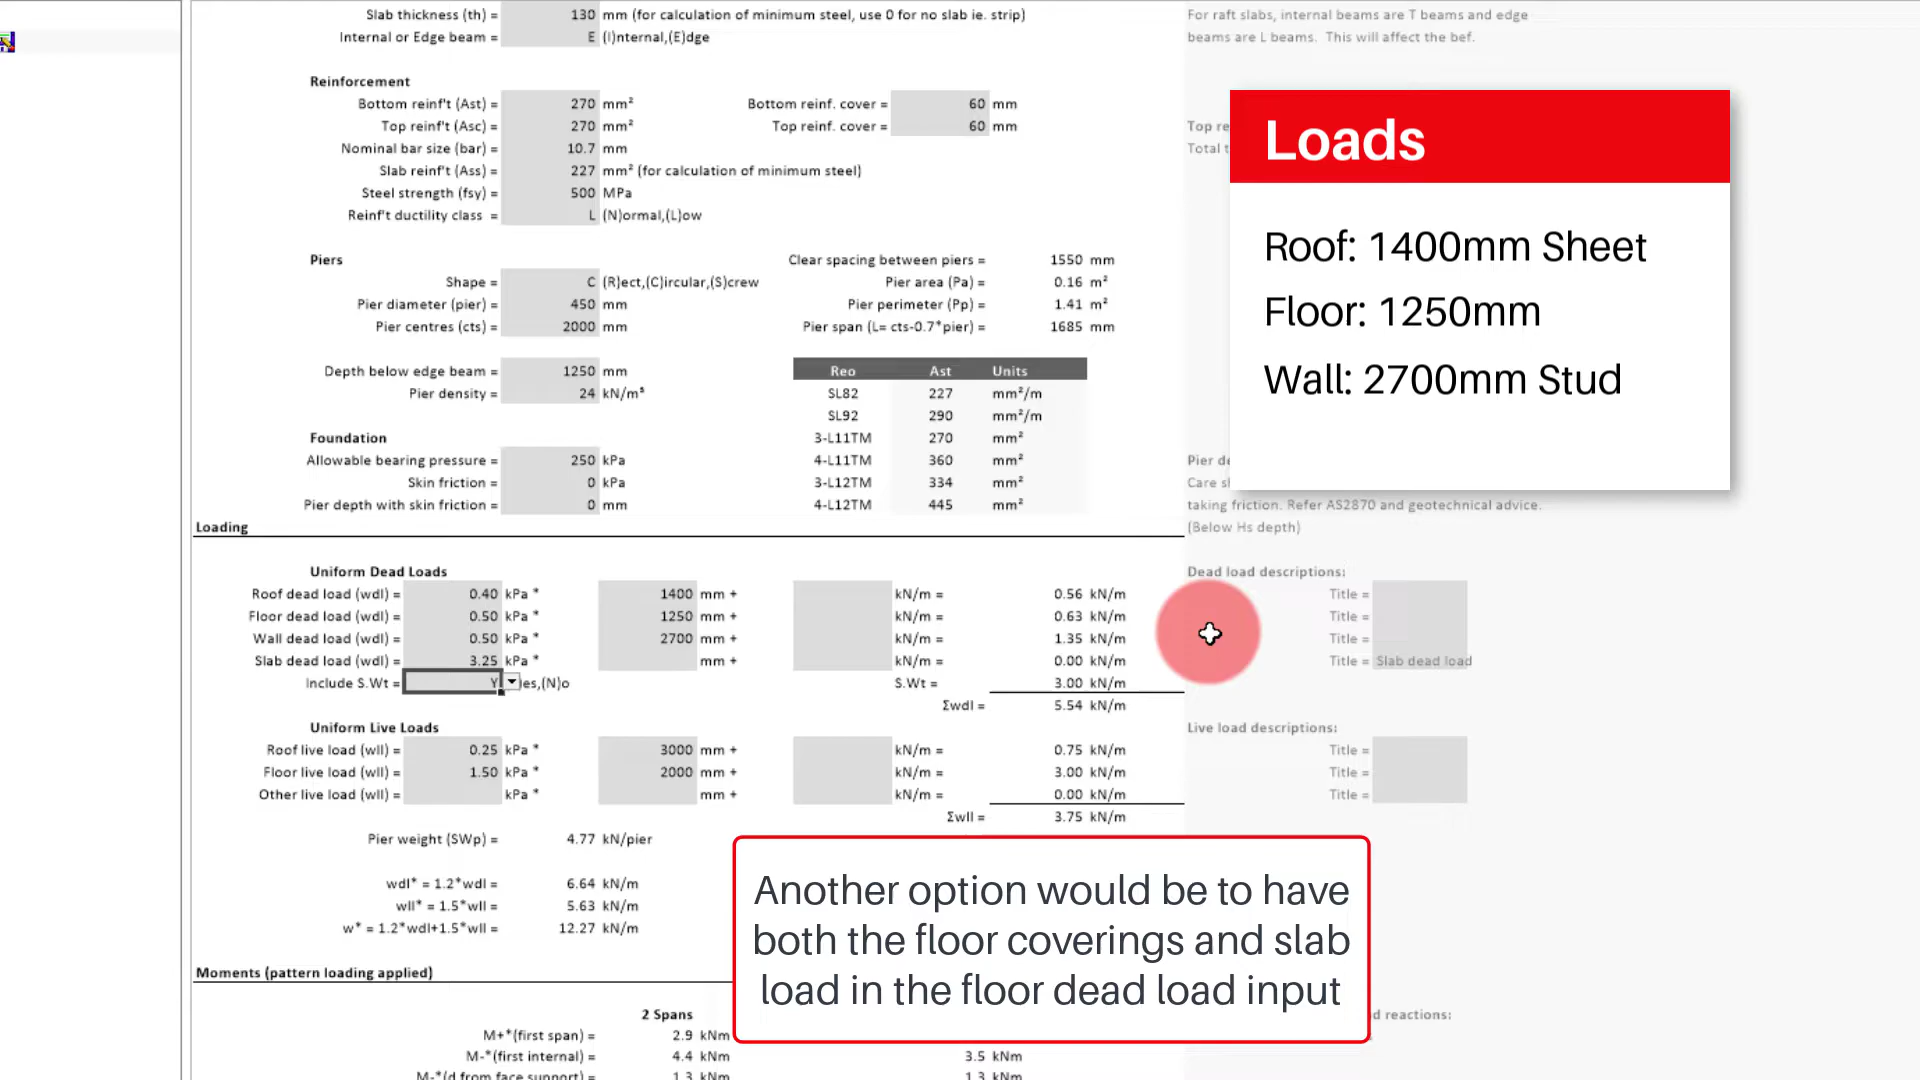 Slab thickness (th) = 130 mm (for calculation of minimum steel, use 0 for no slab ie. strip)
Internal or Edge beam = E (I)nternal,(E)dge
For raft slabs, internal beams are T beams and edge
beams are L beams. This will affect the bef.
Reinforcement
Bottom reinf't (Ast) = 270 mm² Bottom reinf. cover = 60 mm
Top reinf't (Asc) = 270 mm² Top reinf. cover = 60 mm
Nominal bar size (bar) = 10.7 mm
Slab reinf't (Ass) = 227 mm² (for calculation of minimum steel)
Steel strength (fsy) = 500 MPa
Reinf't ductility class = L (N)ormal,(L)ow
Top re
Total t
Loads
Roof: 1400mm Sheet
Floor: 1250mm
Wall: 2700mm Stud
Piers Clear spacing between piers = 1550 mm
Shape = C (R)ect,(C)ircular,(S)crew Pier area (Pa) = 0.16 m²
Pier diameter (pier) = 450 mm Pier perimeter (Pp) = 1.41 m²
Pier centres (cts) = 2000 mm Pier span (L= cts-0.7*pier) = 1685 mm
Depth below edge beam = 1250 mm
Pier density = 24 kN/m³
Reo Ast Units
SL82 227 mm²/m
SL92 290 mm²/m
3-L11TM 270 mm²
4-L11TM 360 mm²
3-L12TM 334 mm²
4-L12TM 445 mm²
Foundation
Allowable bearing pressure = 250 kPa
Skin friction = 0 kPa
Pier depth with skin friction = 0 mm
Pier de
Care s
taking friction. Refer AS2870 and geotechnical advice.
(Below Hs depth)
Loading
Uniform Dead Loads Dead load descriptions:
Roof dead load (wdl) = 0.40 kPa * 1400 mm + kN/m = 0.56 kN/m Title =
Floor dead load (wdl) = 0.50 kPa * 1250 mm + kN/m = 0.63 kN/m Title =
Wall dead load (wdl) = 0.50 kPa * 2700 mm + kN/m = 1.35 kN/m Title =
Slab dead load (wdl) = 3.25 kPa * mm + kN/m = 0.00 kN/m Title = Slab dead load
Include S.Wt = Y es,(N)o S.Wt = 3.00 kN/m
Σwdl = 5.54 kN/m
Uniform Live Loads Live load descriptions:
Roof live load (wll) = 0.25 kPa * 3000 mm + kN/m = 0.75 kN/m Title =
Floor live load (wll) = 1.50 kPa * 2000 mm + kN/m = 3.00 kN/m Title =
Other live load (wll) = kPa * mm + kN/m = 0.00 kN/m Title =
Σwll = 3.75 kN/m
Pier weight (SWp) = 4.77 kN/pier
wdl* = 1.2*wdl = 6.64 kN/m
wll* = 1.5*wll = 5.63 kN/m
w* = 1.2*wdl+1.5*wll = 12.27 kN/m
Another option would be to have
both the floor coverings and slab
load in the floor dead load input
Moments (pattern loading applied)
2 Spans d reactions:
M+*(first span) = 2.9 kNm
M-*(first internal) = 4.4 kNm 3.5 kNm
M-*(d from face support) = 1.3 kNm 1.3 kNm